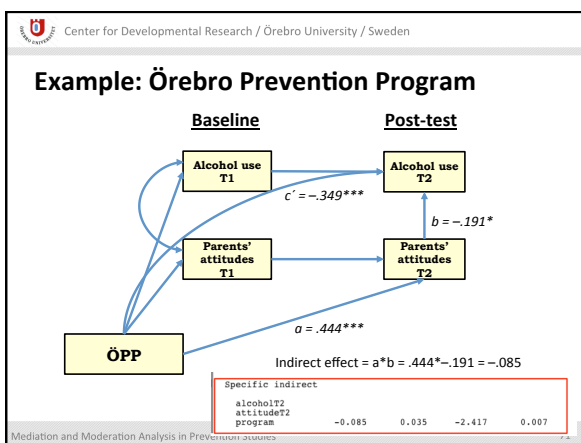 Center for Developmental Research / Örebro University / Sweden
Example: Örebro Prevention Program
Baseline
Post-test
Alcohol use
T1
Alcohol use
T2
c´ = –.349***
b = –.191*
Parents’
attitudes
T1
Parents’
attitudes
T2
a = .444***
ÖPP
Indirect effect = a*b = .444*–.191 = –.085
Specific indirect
alcoholT2
attitudeT2
program -0.085 0.035 -2.417 0.007
Mediation and Moderation Analysis in Prevention Studies